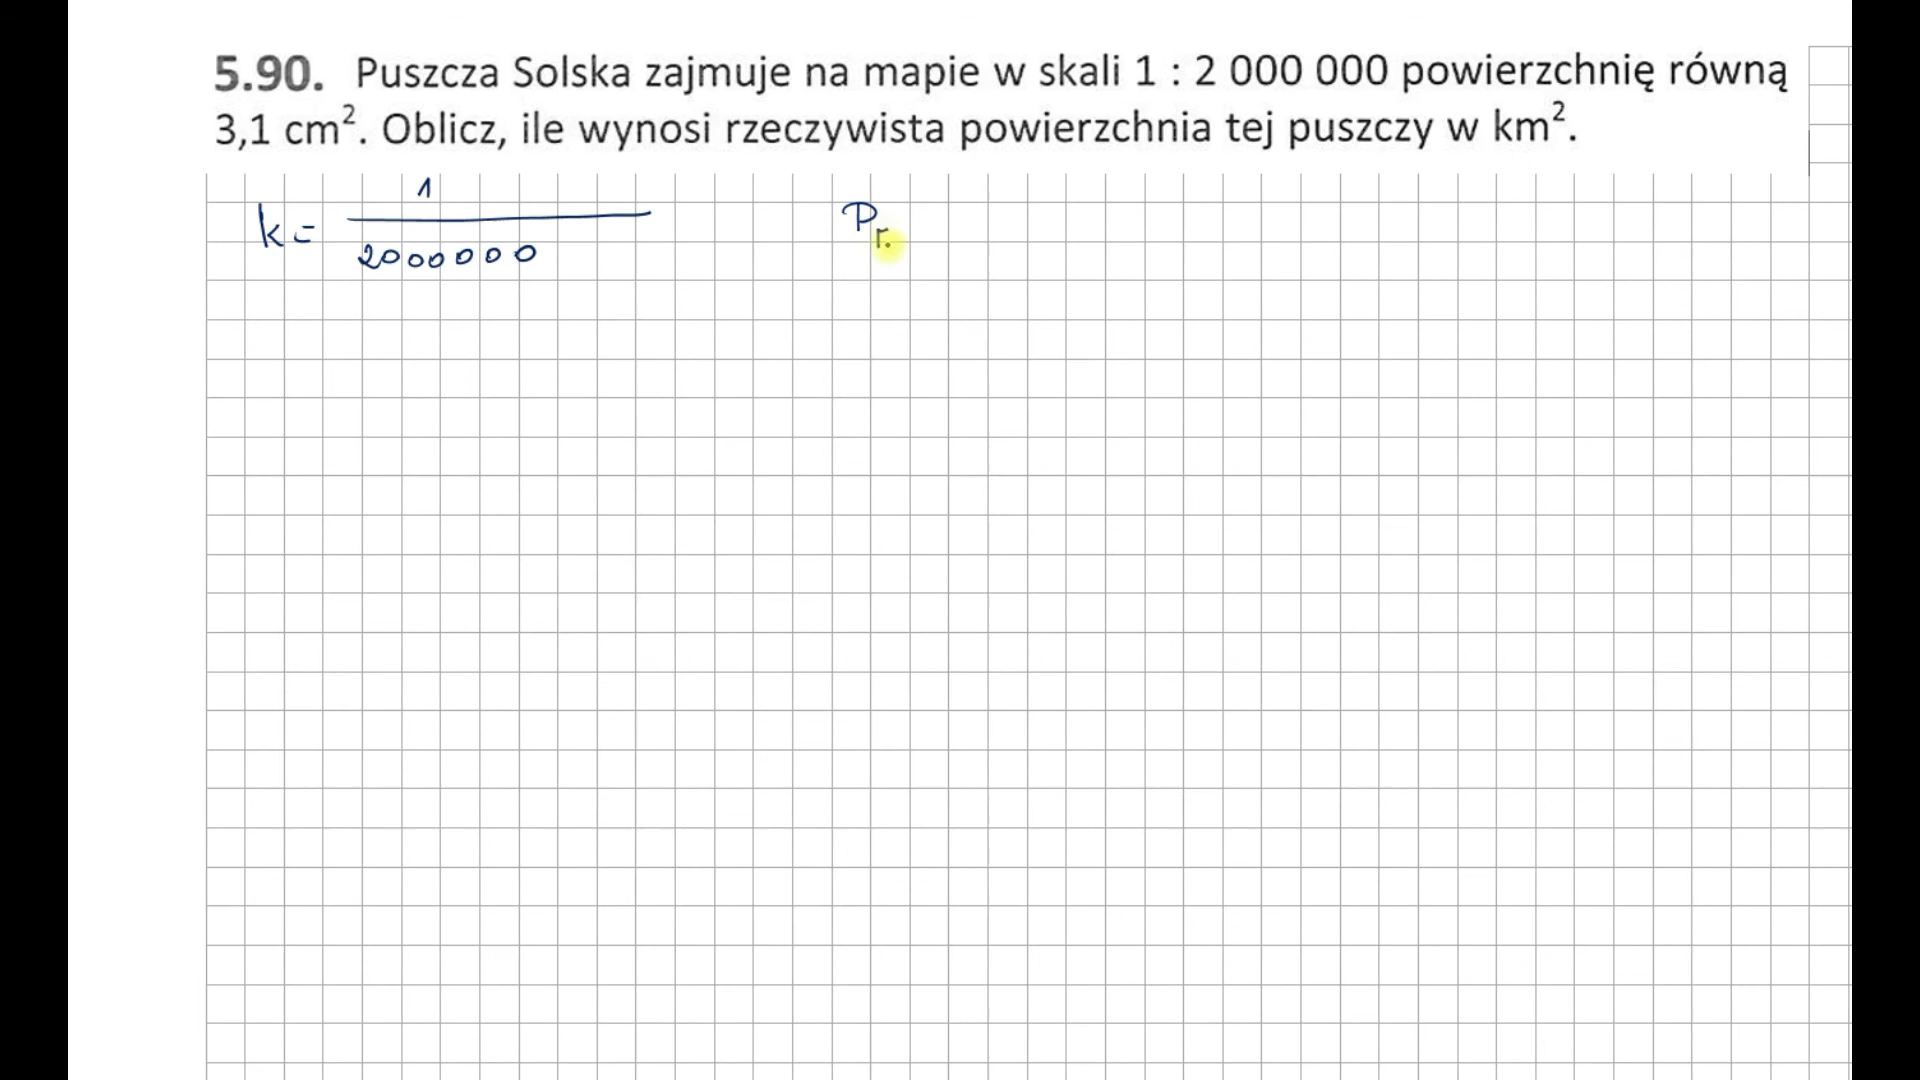 5.90. Puszcza Solska zajmuje na mapie w skali 1 : 2 000 000 powierzchnię równą
3,1 cm². Oblicz, ile wynosi rzeczywista powierzchnia tej puszczy w km².
k = 1 / 2000000
P r.